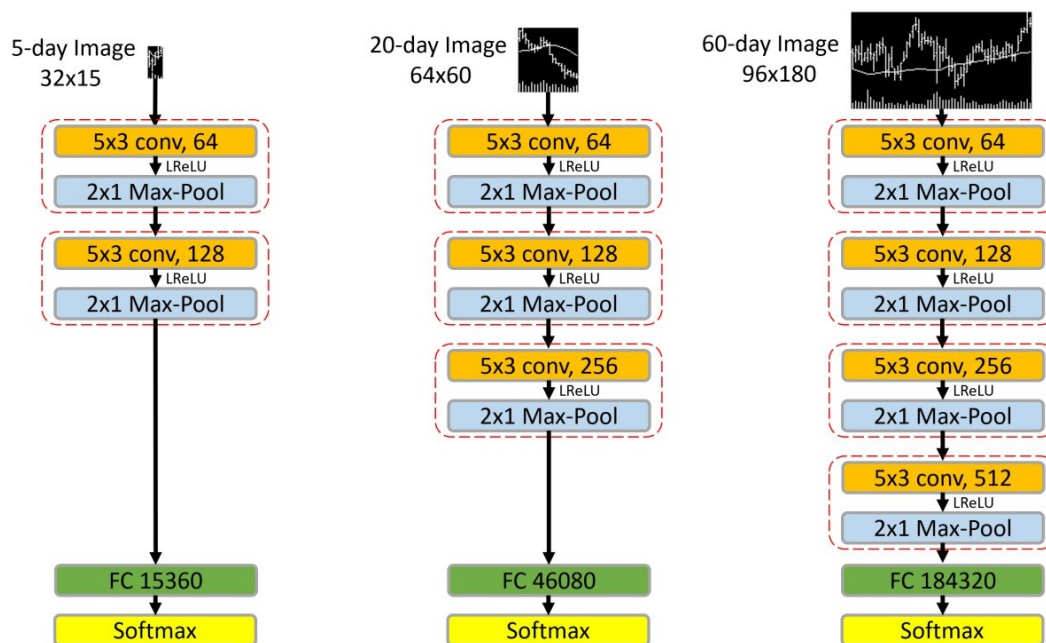 5-day Image
32x15
5x3 conv, 64
LReLU
2x1 Max-Pool
5x3 conv, 128
LReLU
2x1 Max-Pool
FC 15360
Softmax
20-day Image
64x60
5x3 conv, 64
LReLU
2x1 Max-Pool
5x3 conv, 128
LReLU
2x1 Max-Pool
5x3 conv, 256
LReLU
2x1 Max-Pool
FC 46080
Softmax
60-day Image
96x180
5x3 conv, 64
LReLU
2x1 Max-Pool
5x3 conv, 128
LReLU
2x1 Max-Pool
5x3 conv, 256
LReLU
2x1 Max-Pool
5x3 conv, 512
LReLU
2x1 Max-Pool
FC 184320
Softmax